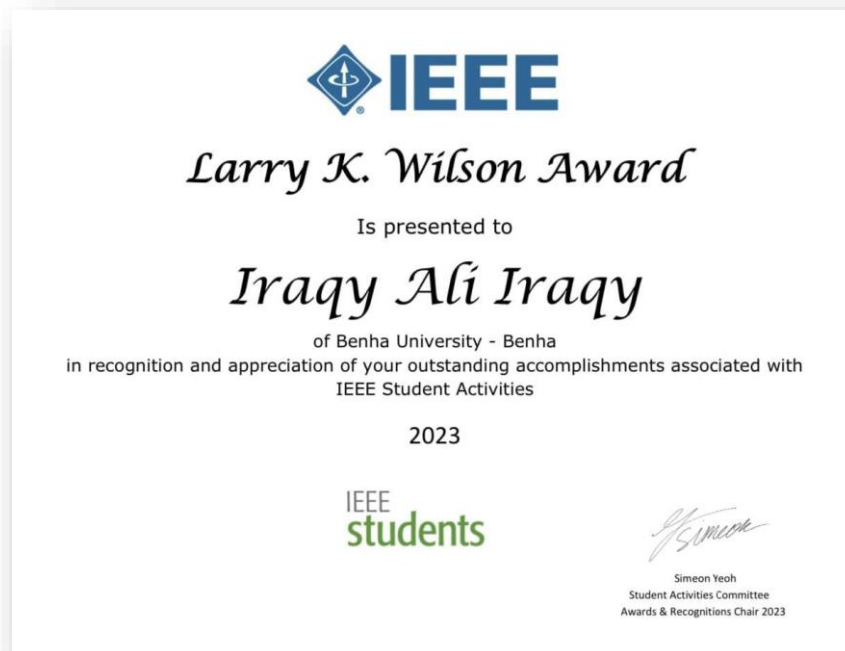 IEEE
Larry K. Wilson Award
Is presented to
Iraqy Ali Iraqy
of Benha University - Benha
in recognition and appreciation of your outstanding accomplishments associated with
IEEE Student Activities
2023
IEEE
students
Simeon
Simeon Yeoh
Student Activities Committee
Awards & Recognitions Chair 2023